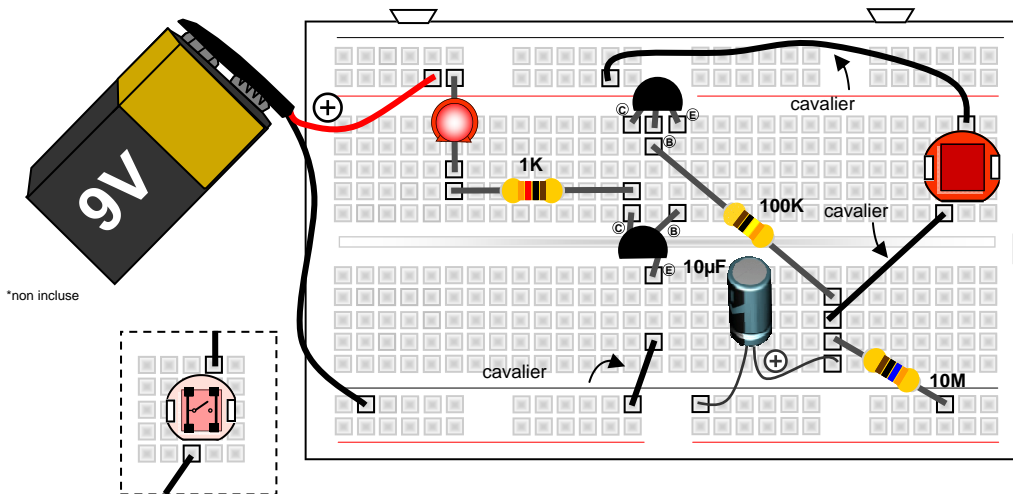 cavalier
+
C
E
B
9V
1K
100K
cavalier
C
B
E
10µF
*non incluse
cavalier
+
10M